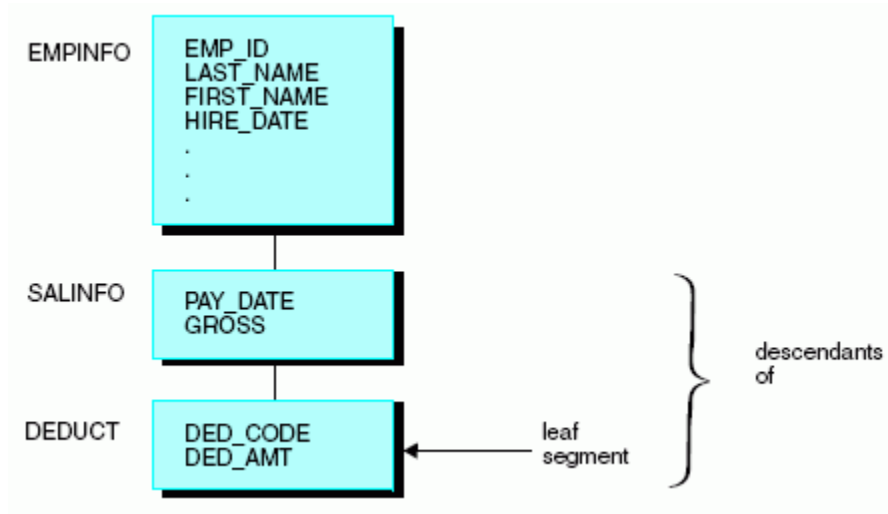 EMPINFO
EMP_ID
LAST_NAME
FIRST_NAME
HIRE_DATE
.
.
.
SALINFO
PAY_DATE
GROSS
descendants
of
DEDUCT
DED_CODE
DED_AMT
leaf
segment